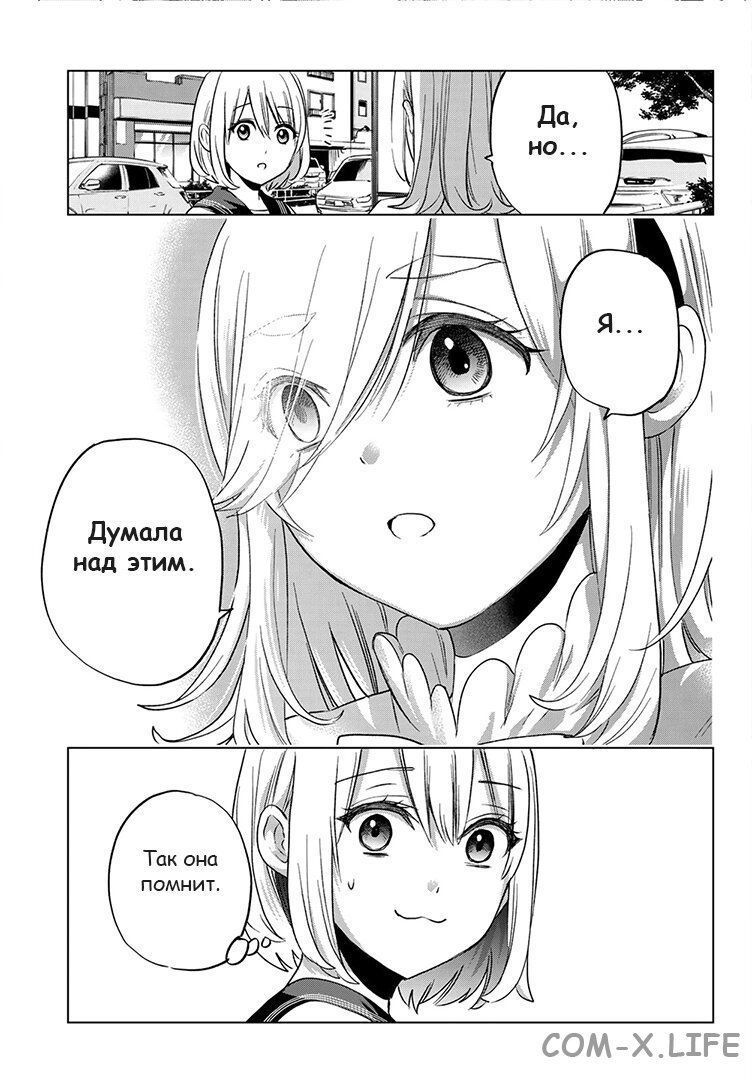 Да,
но...
Я...
Думала
над этим.
Так она
помнит.
COM-X.LIFE